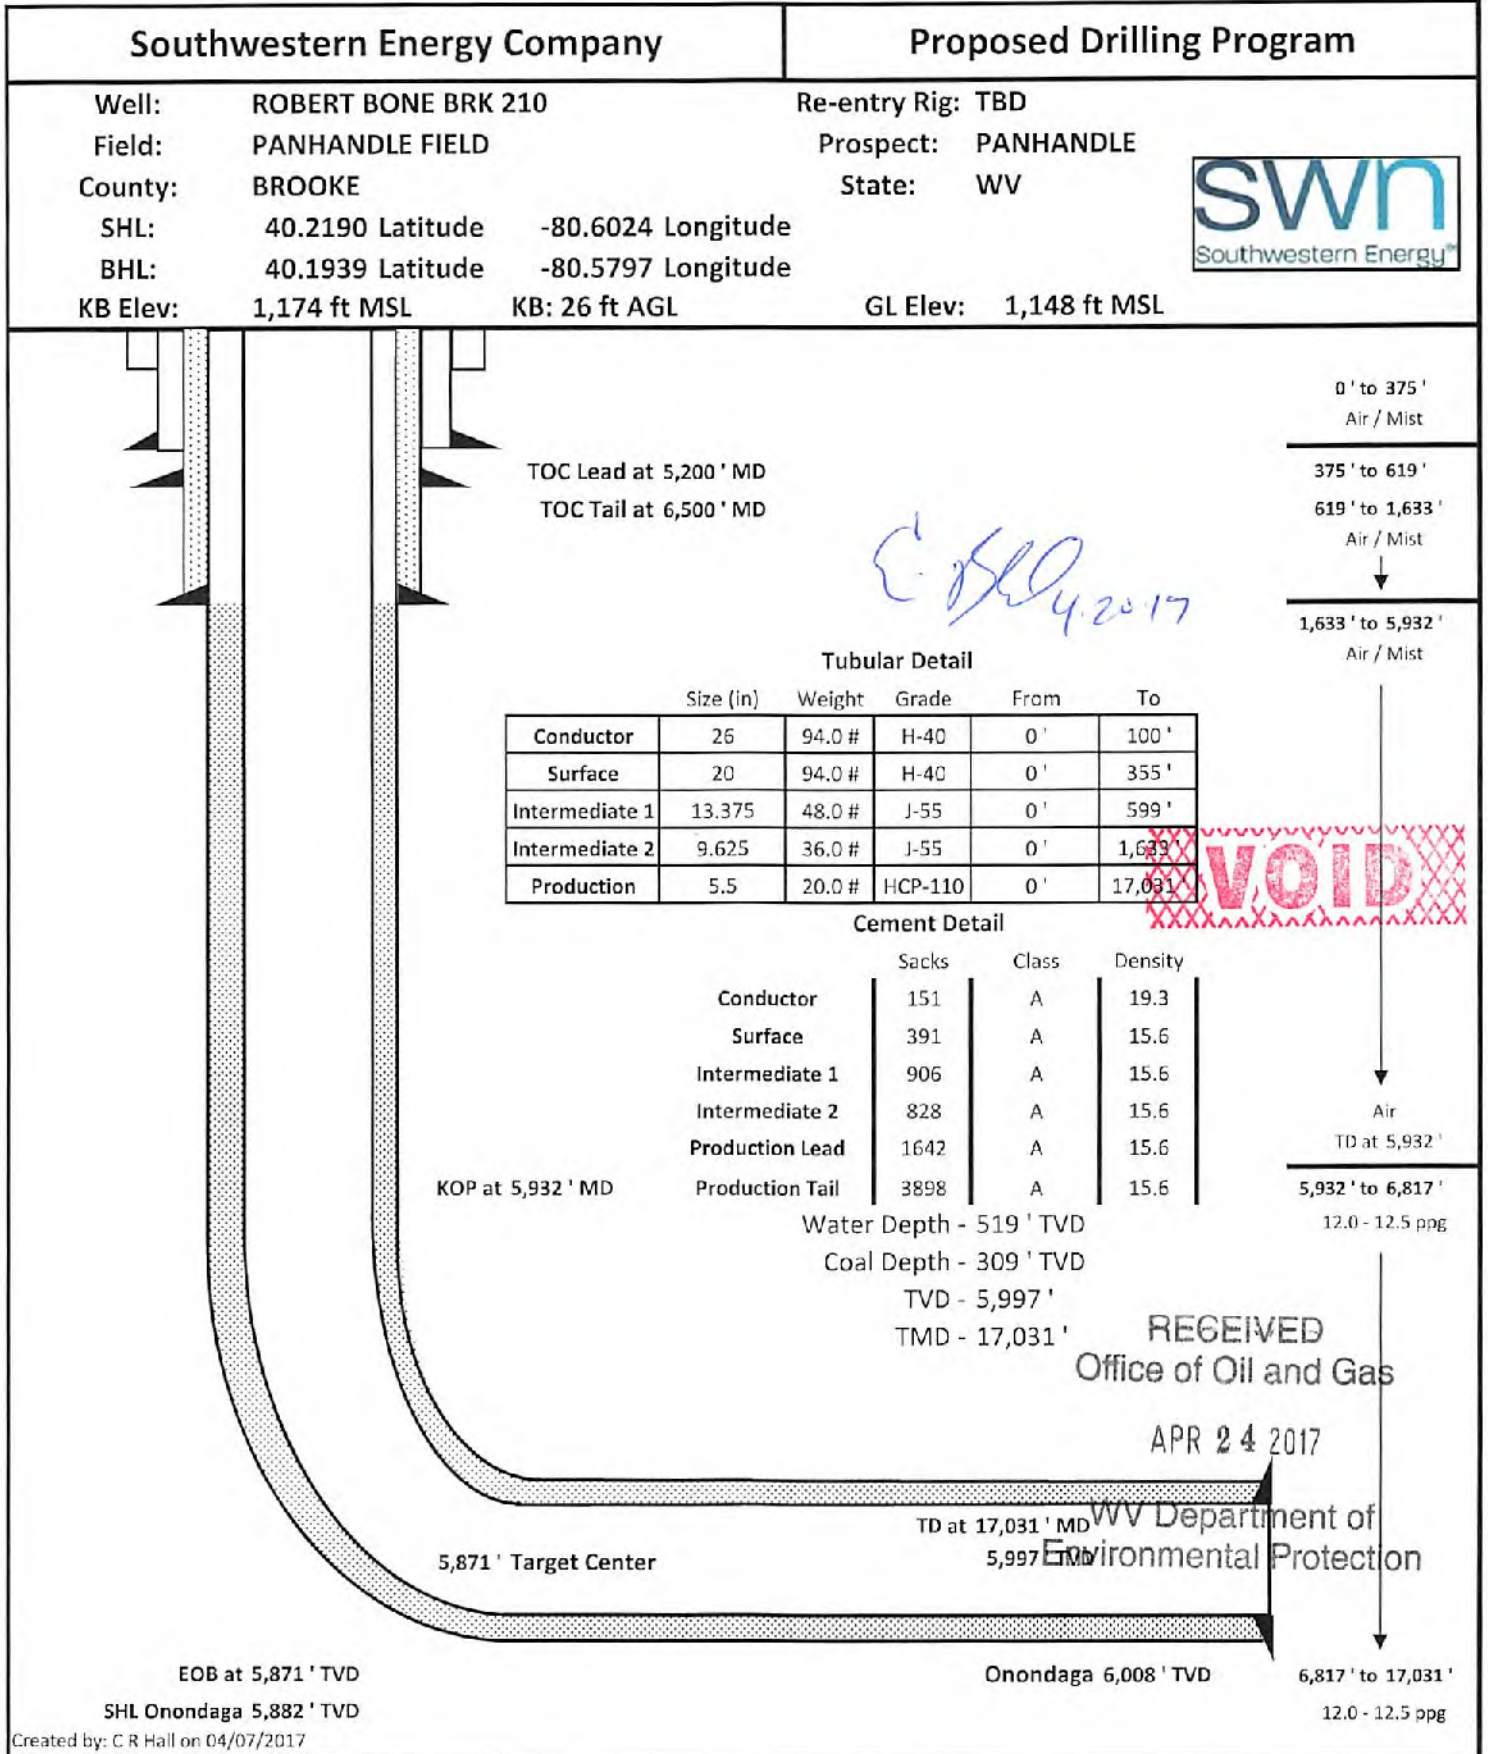 Southwestern Energy Company
Proposed Drilling Program
Well: ROBERT BONE BRK 210 Re-entry Rig: TBD
Field: PANHANDLE FIELD Prospect: PANHANDLE
County: BROOKE State: WV
SHL: 40.2190 Latitude -80.6024 Longitude
BHL: 40.1939 Latitude -80.5797 Longitude
KB Elev: 1,174 ft MSL KB: 26 ft AGL GL Elev: 1,148 ft MSL
swn
Southwestern Energy®
0 ' to 375 '
Air / Mist
TOC Lead at 5,200 ' MD
TOC Tail at 6,500 ' MD
375 ' to 619 '
619 ' to 1,633 '
Air / Mist
4.20.17
1,633 ' to 5,932 '
Air / Mist
Tubular Detail
Size (in) Weight Grade From To
Conductor 26 94.0 # H-40 0 ' 100 '
Surface 20 94.0 # H-40 0 ' 355 '
Intermediate 1 13.375 48.0 # J-55 0 ' 599 '
Intermediate 2 9.625 36.0 # J-55 0 ' 1,633 '
Production 5.5 20.0 # HCP-110 0 ' 17,031 '
VOID
Cement Detail
Sacks Class Density
Conductor 151 A 19.3
Surface 391 A 15.6
Intermediate 1 906 A 15.6
Intermediate 2 828 A 15.6
Production Lead 1642 A 15.6
Production Tail 3898 A 15.6
Air
TD at 5,932 '
KOP at 5,932 ' MD
5,932 ' to 6,817 '
12.0 - 12.5 ppg
Water Depth - 519 ' TVD
Coal Depth - 309 ' TVD
TVD - 5,997 '
TMD - 17,031 '
RECEIVED
Office of Oil and Gas
APR 24 2017
WV Department of
Environmental Protection
TD at 17,031 ' MD
5,997 ' TVD
5,871 ' Target Center
EOB at 5,871 ' TVD
SHL Onondaga 5,882 ' TVD
Onondaga 6,008 ' TVD
6,817 ' to 17,031 '
12.0 - 12.5 ppg
Created by: C R Hall on 04/07/2017